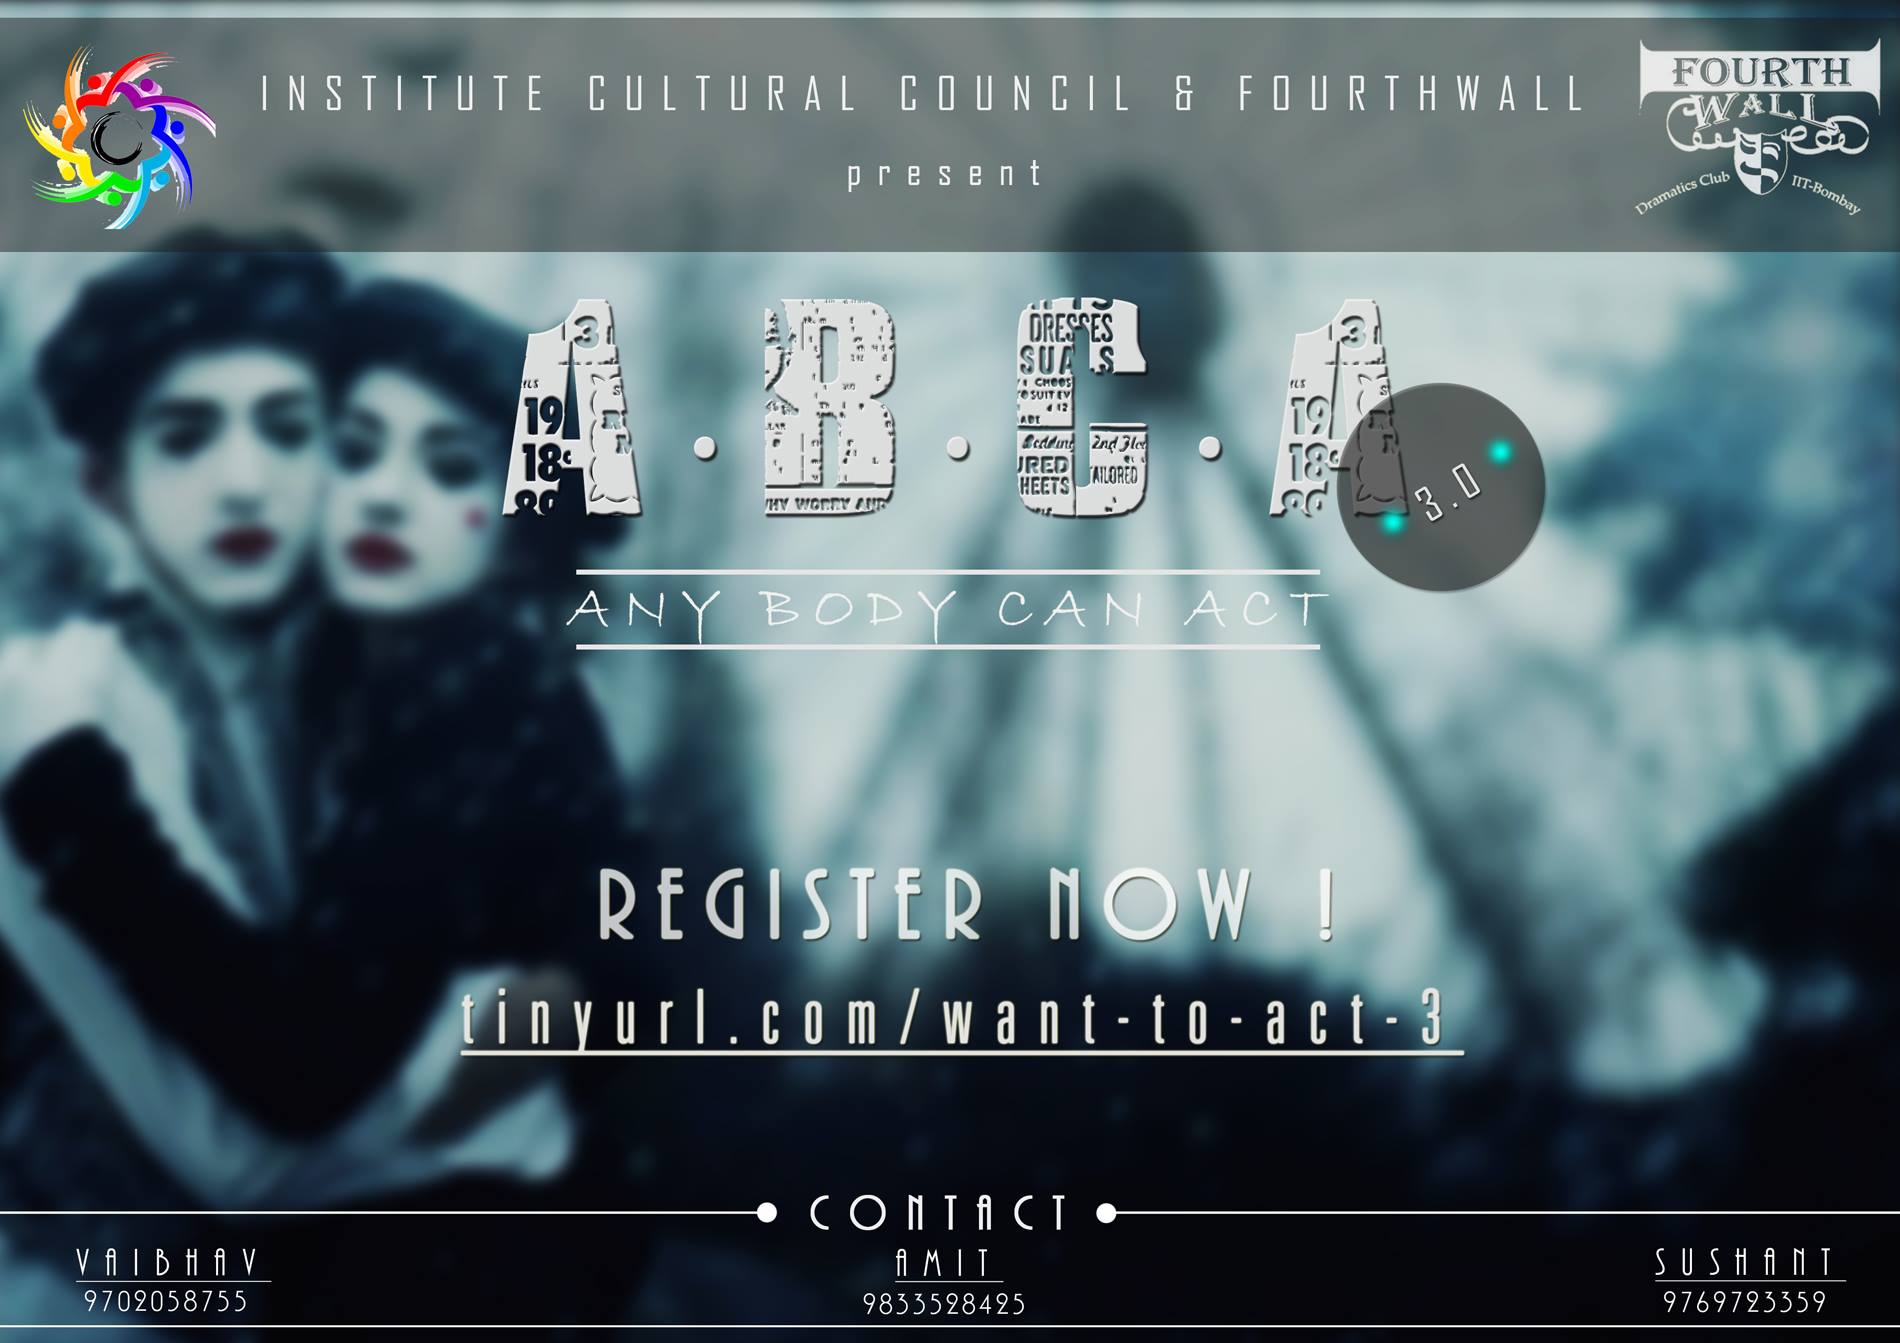 INSTITUTE CULTURAL COUNCIL & FOURTHWALL
present
FOURTH
WALL
Dramatics Club IIT-Bombay
A.B.C.A
3.0
ANY BODY CAN ACT
REGISTER NOW !
tinyurl.com/want-to-act-3
CONTACT
VAIBHAV
9702058755
AMIT
9833528425
SUSHANT
9769723359